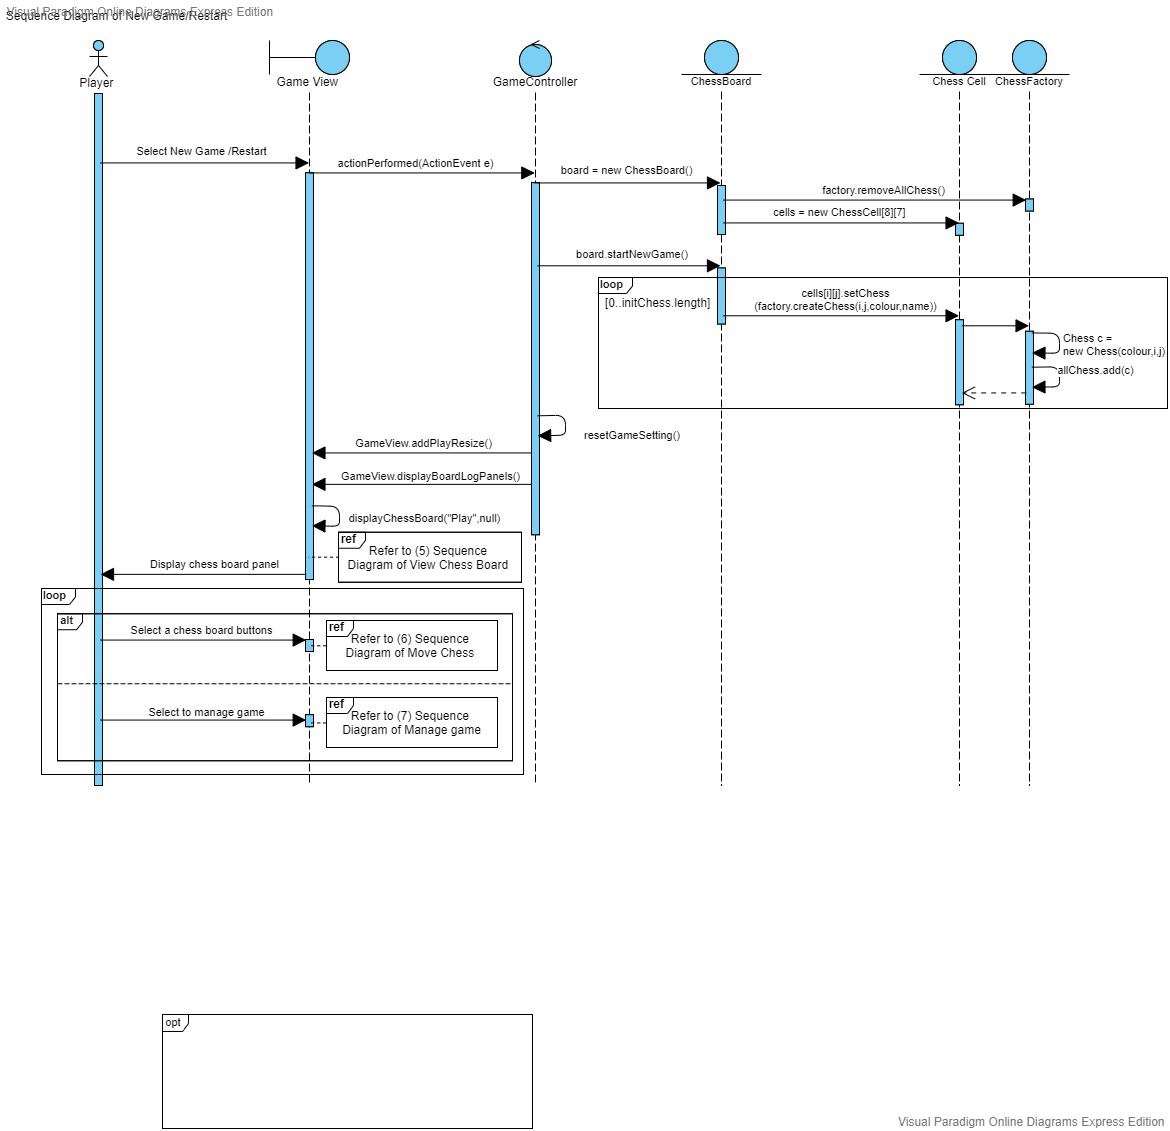 Visual Paradigm Online Diagrams Express Edition
Sequence Diagram of New Game/Restart
Player
Game View
GameController
ChessBoard
Chess Cell
ChessFactory
Select New Game /Restart
actionPerformed(ActionEvent e)
board = new ChessBoard()
factory.removeAllChess()
cells = new ChessCell[8][7]
board.startNewGame()
loop
[0..initChess.length]
cells[i][j].setChess
(factory.createChess(i,j,colour,name))
Chess c =
new Chess(colour,i,j)
allChess.add(c)
resetGameSetting()
GameView.addPlayResize()
GameView.displayBoardLogPanels()
displayChessBoard("Play",null)
ref
Refer to (5) Sequence
Diagram of View Chess Board
Display chess board panel
loop
alt
Select a chess board buttons
ref
Refer to (6) Sequence
Diagram of Move Chess
Select to manage game
ref
Refer to (7) Sequence
Diagram of Manage game
opt
Visual Paradigm Online Diagrams Express Edition